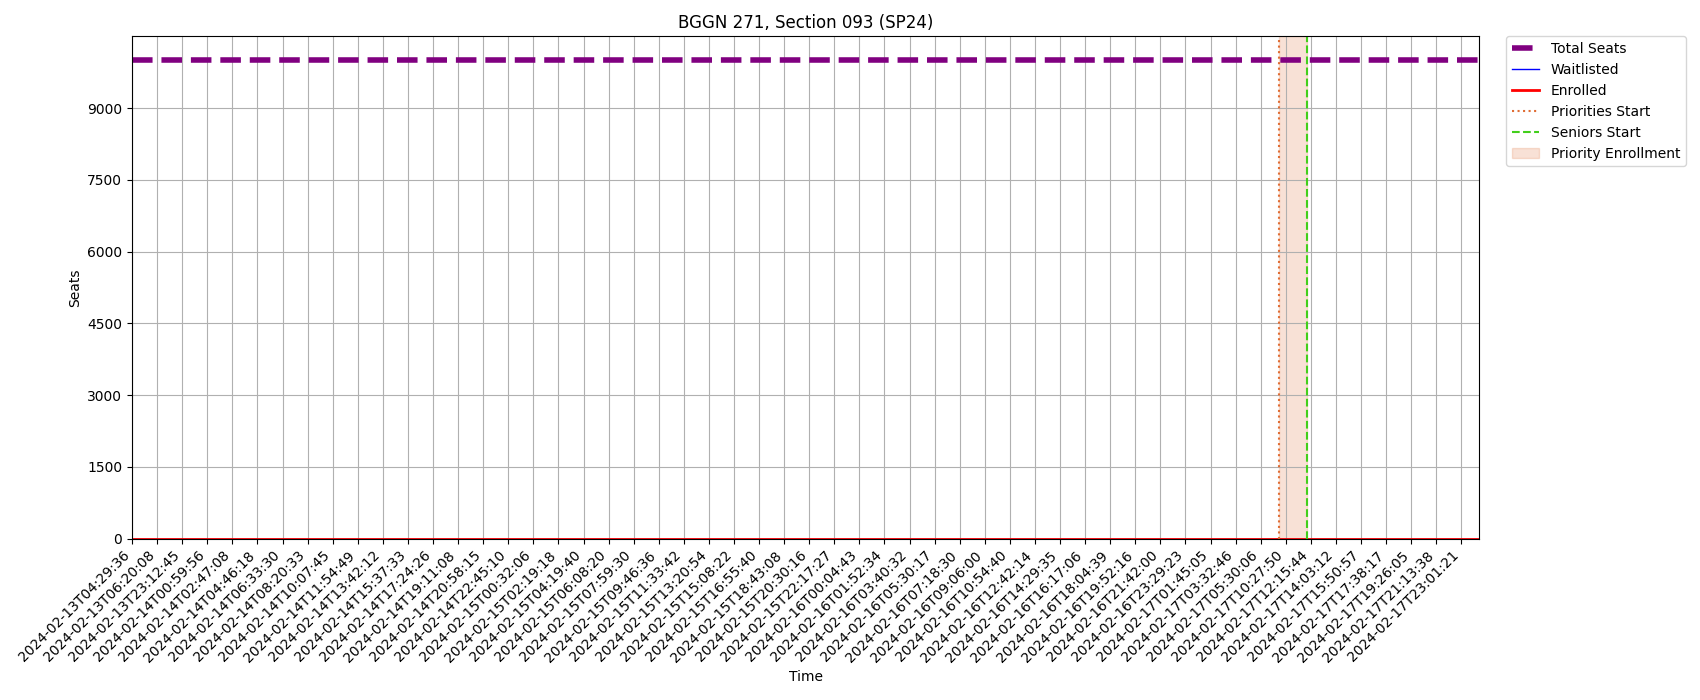 BGGN 271, Section 093 (SP24)
Total Seats
Waitlisted
Enrolled
Priorities Start
Seniors Start
Priority Enrollment
Seats
9000
7500
6000
4500
3000
1500
0
2024-02-13T04:29:36
2024-02-13T06:20:08
2024-02-13T23:12:45
2024-02-14T00:59:56
2024-02-14T02:47:08
2024-02-14T04:46:18
2024-02-14T06:33:30
2024-02-14T08:20:33
2024-02-14T10:07:45
2024-02-14T11:54:49
2024-02-14T13:42:12
2024-02-14T15:37:33
2024-02-14T17:24:26
2024-02-14T19:11:08
2024-02-14T20:58:15
2024-02-14T22:45:10
2024-02-15T00:32:06
2024-02-15T02:19:18
2024-02-15T04:19:40
2024-02-15T06:08:20
2024-02-15T07:59:30
2024-02-15T09:46:36
2024-02-15T11:33:42
2024-02-15T13:20:54
2024-02-15T15:08:22
2024-02-15T16:55:40
2024-02-15T18:43:08
2024-02-15T20:30:16
2024-02-15T22:17:27
2024-02-16T00:04:43
2024-02-16T01:52:34
2024-02-16T03:40:32
2024-02-16T05:30:17
2024-02-16T07:18:30
2024-02-16T09:06:00
2024-02-16T10:54:40
2024-02-16T12:42:14
2024-02-16T14:29:35
2024-02-16T16:17:06
2024-02-16T18:04:39
2024-02-16T19:52:16
2024-02-16T21:42:00
2024-02-16T23:29:23
2024-02-17T01:45:05
2024-02-17T03:32:46
2024-02-17T05:30:06
2024-02-17T10:27:50
2024-02-17T12:15:44
2024-02-17T14:03:12
2024-02-17T15:50:57
2024-02-17T17:38:17
2024-02-17T19:26:05
2024-02-17T21:13:38
2024-02-17T23:01:21
Time